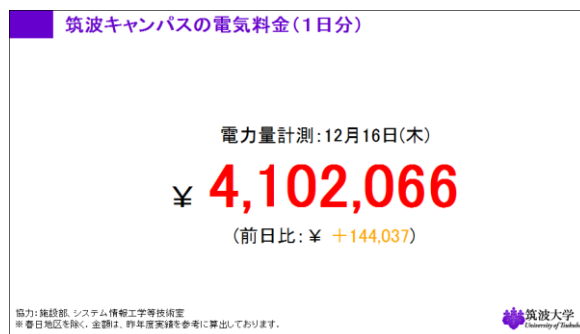 筑波キャンパスの電気料金(1日分)
電力量計測:12月16日(木)
￥ 4,102,066
(前日比:￥ +144,037)
協力:施設部、システム情報工学等技術室
※春日地区を除く、金額は、昨年度実績を参考に算出しております。
筑波大学
University of Tsukuba